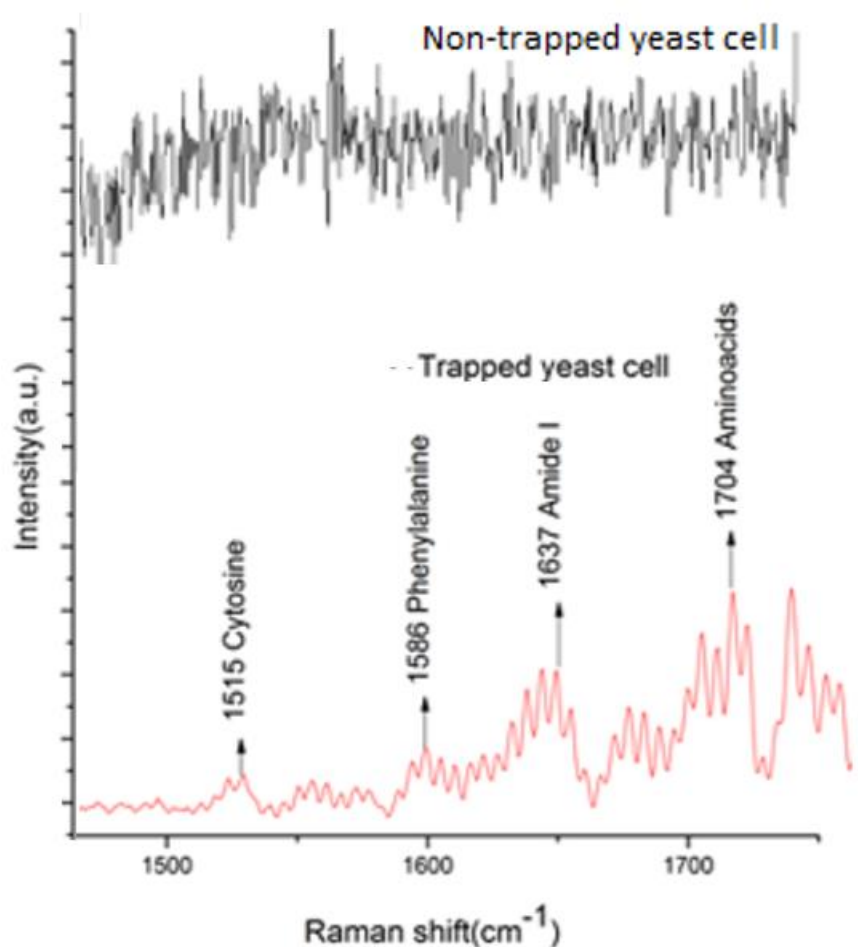 Non-trapped yeast cell
Intensity(a.u.)
-- Trapped yeast cell
1515 Cytosine
1586 Phenylalanine
1637 Amide I
1704 Aminoacids
1500
1600
1700
Raman shift(cm⁻¹)